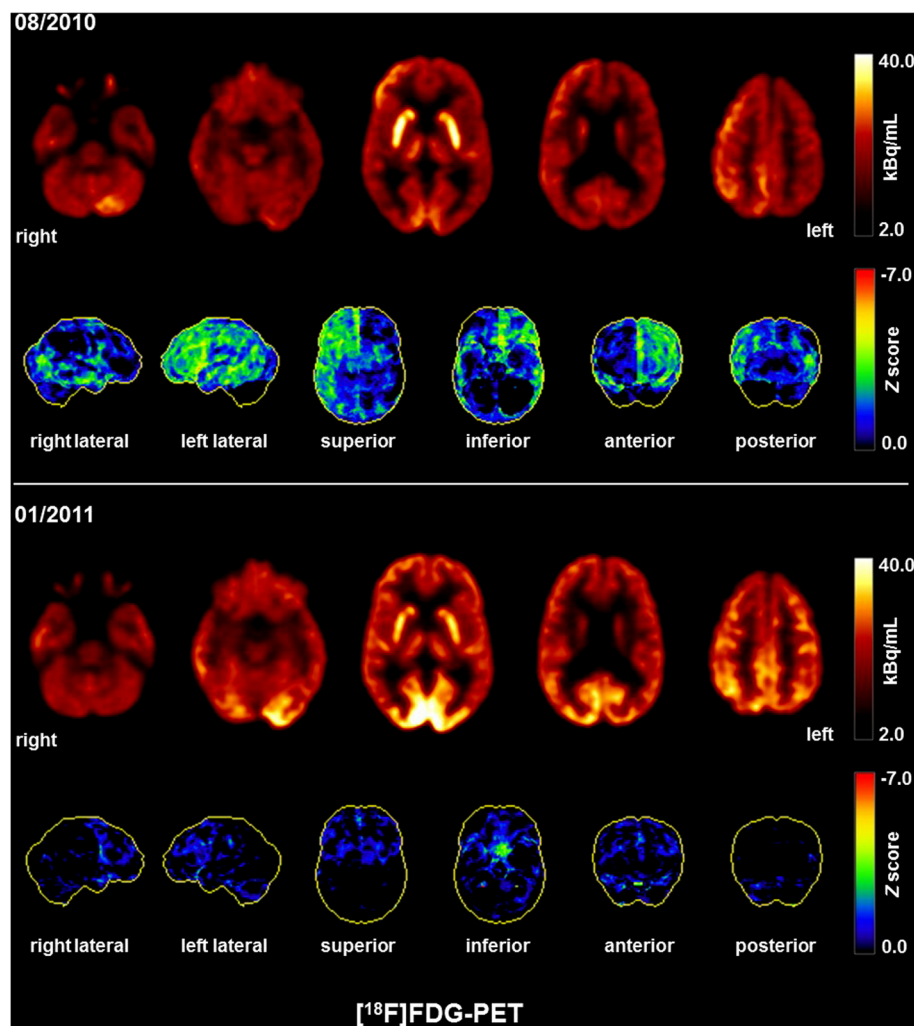 08/2010
40.0
kBq/mL
2.0
right
left
-7.0
Z score
0.0
right lateral left lateral superior inferior anterior posterior
01/2011
40.0
kBq/mL
2.0
right
left
-7.0
Z score
0.0
right lateral left lateral superior inferior anterior posterior
[¹⁸F]FDG-PET